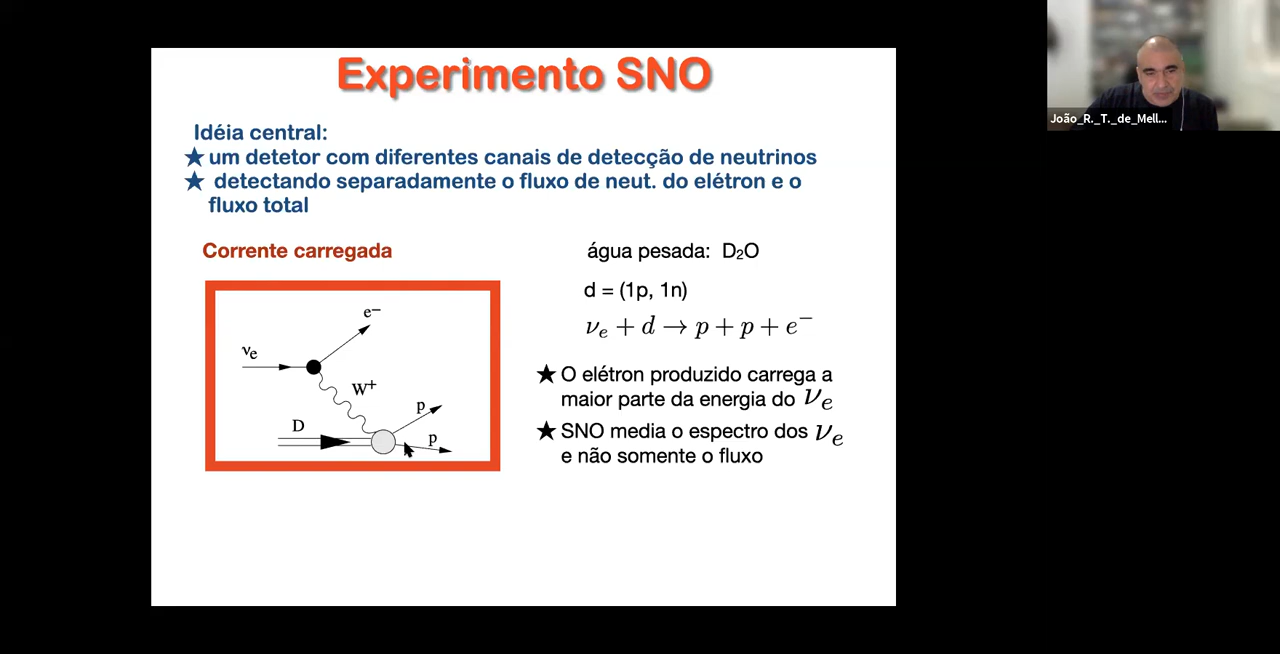 Experimento SNO
Idéia central:
★ um detetor com diferentes canais de detecção de neutrinos
★ detectando separadamente o fluxo de neut. do elétron e o
fluxo total
Corrente carregada
água pesada: D₂O
d = (1p, 1n)
νₑ + d → p + p + e⁻
★ O elétron produzido carrega a
maior parte da energia do νₑ
★ SNO media o espectro dos νₑ
e não somente o fluxo
e⁻
νₑ
W⁺
p
D
p
João_R._T._de_Mell...